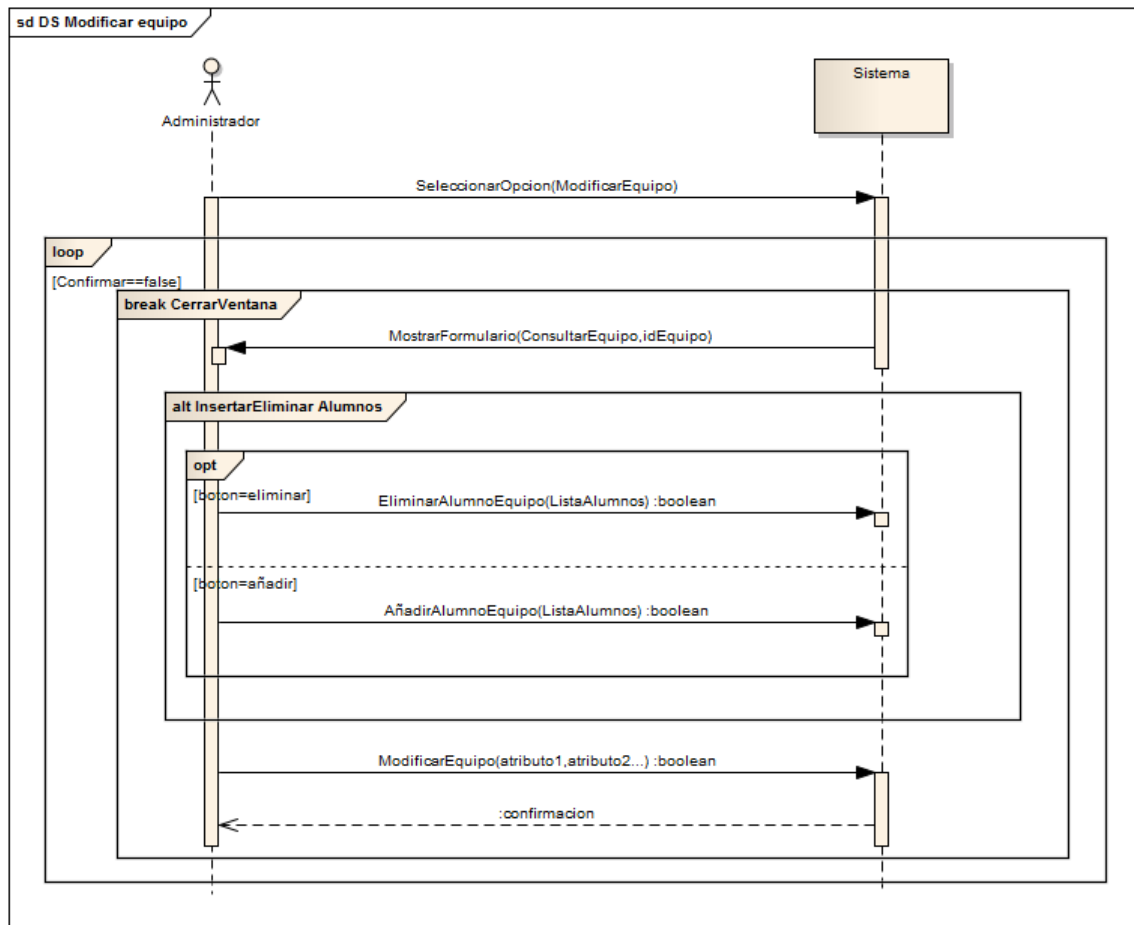 sd DS Modificar equipo
Administrador
Sistema
SeleccionarOpcion(ModificarEquipo)
loop
[Confirmar==false]
break CerrarVentana
MostrarFormulario(ConsultarEquipo,idEquipo)
alt InsertarEliminar Alumnos
opt
[boton=eliminar]
EliminarAlumnoEquipo(ListaAlumnos) :boolean
[boton=añadir]
AñadirAlumnoEquipo(ListaAlumnos) :boolean
ModificarEquipo(atributo1,atributo2...) :boolean
:confirmacion